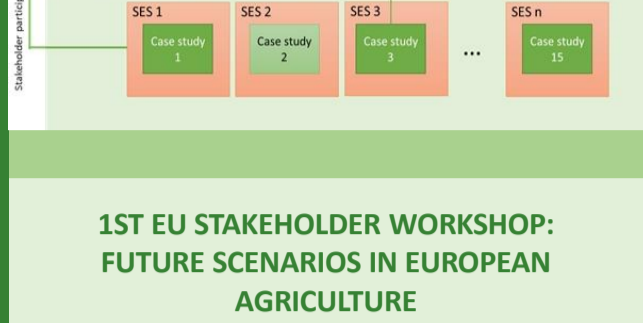 Stakeholder
SES 1
SES 2
SES 3
SES n
Case study
1
Case study
2
Case study
3
...
Case study
15
1ST EU STAKEHOLDER WORKSHOP:
FUTURE SCENARIOS IN EUROPEAN
AGRICULTURE